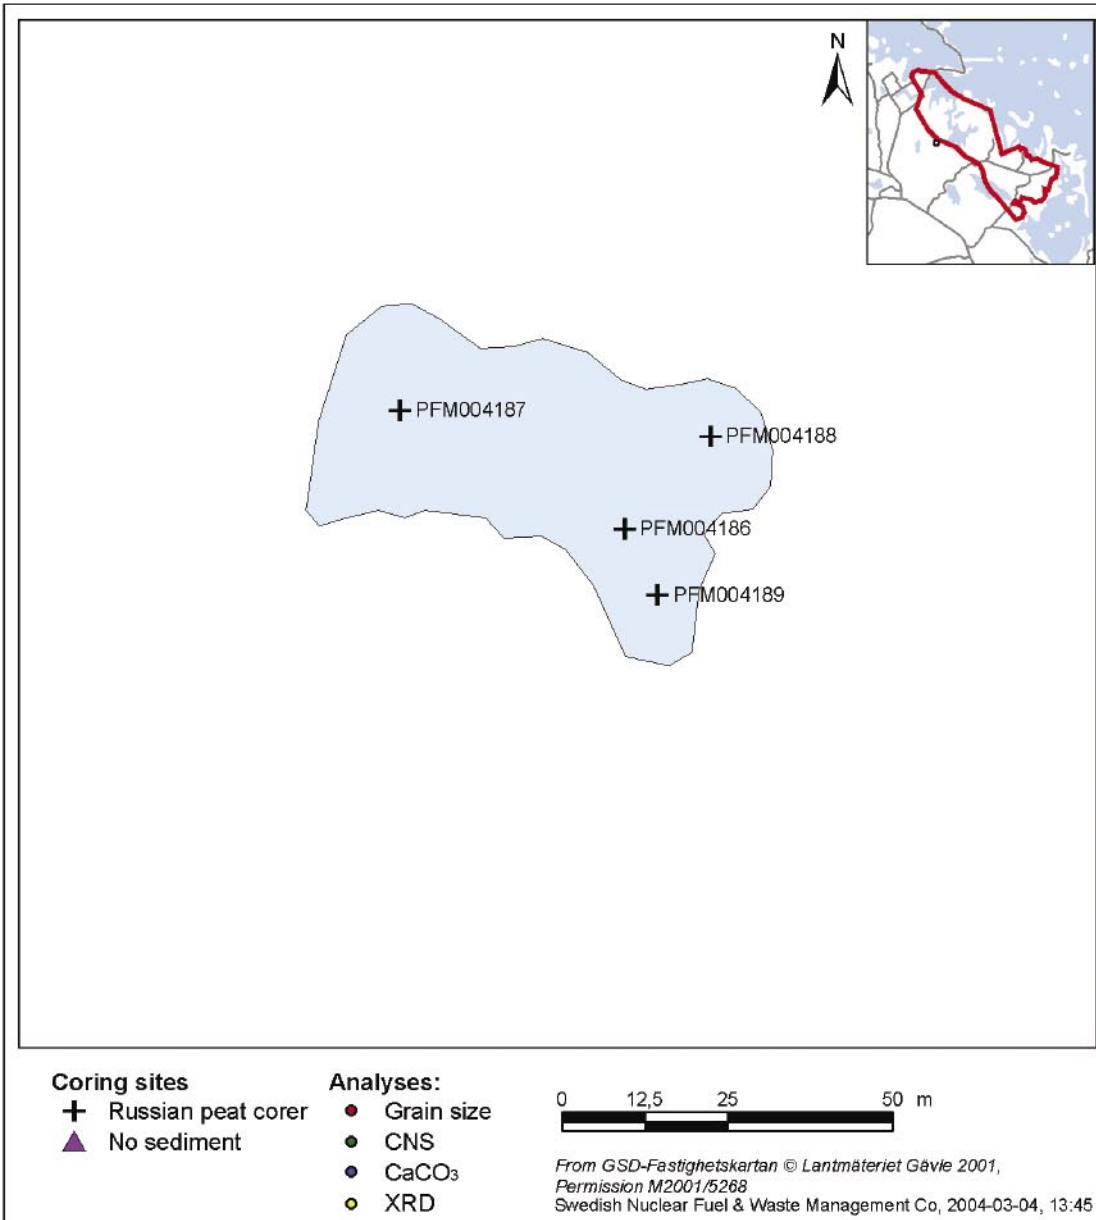 N
PFM004187
PFM004188
PFM004186
PFM004189
Coring sites
Russian peat corer
No sediment
Analyses:
Grain size
CNS
CaCO₃
XRD
0 12,5 25 50 m
From GSD-Fastighetskartan © Lantmäteriet Gävle 2001,
Permission M2001/5268
Swedish Nuclear Fuel & Waste Management Co, 2004-03-04, 13:45